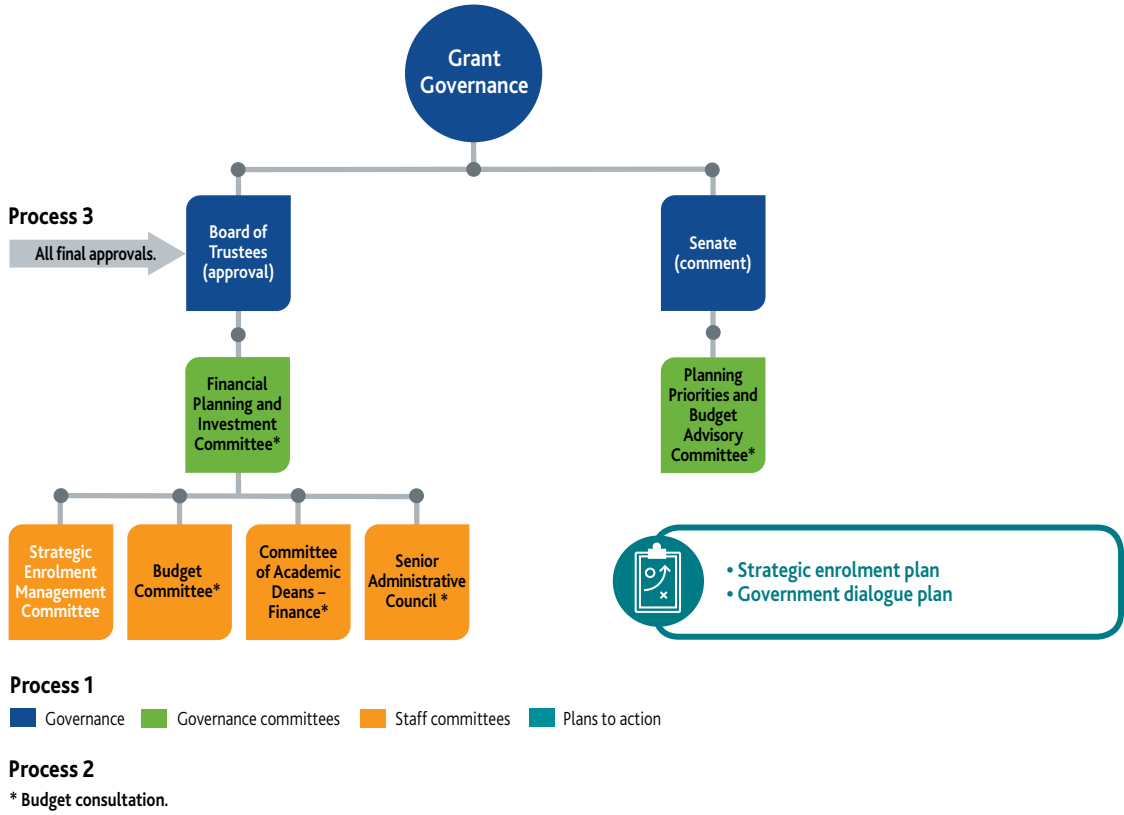 Grant
Governance
Process 3
All final approvals.
Board of
Trustees
(approval)
Senate
(comment)
Financial
Planning and
Investment
Committee*
Planning
Priorities and
Budget
Advisory
Committee*
Strategic
Enrolment
Management
Committee
Budget
Committee*
Committee
of Academic
Deans –
Finance*
Senior
Administrative
Council *
• Strategic enrolment plan
• Government dialogue plan
Process 1
Governance
Governance committees
Staff committees
Plans to action
Process 2
* Budget consultation.